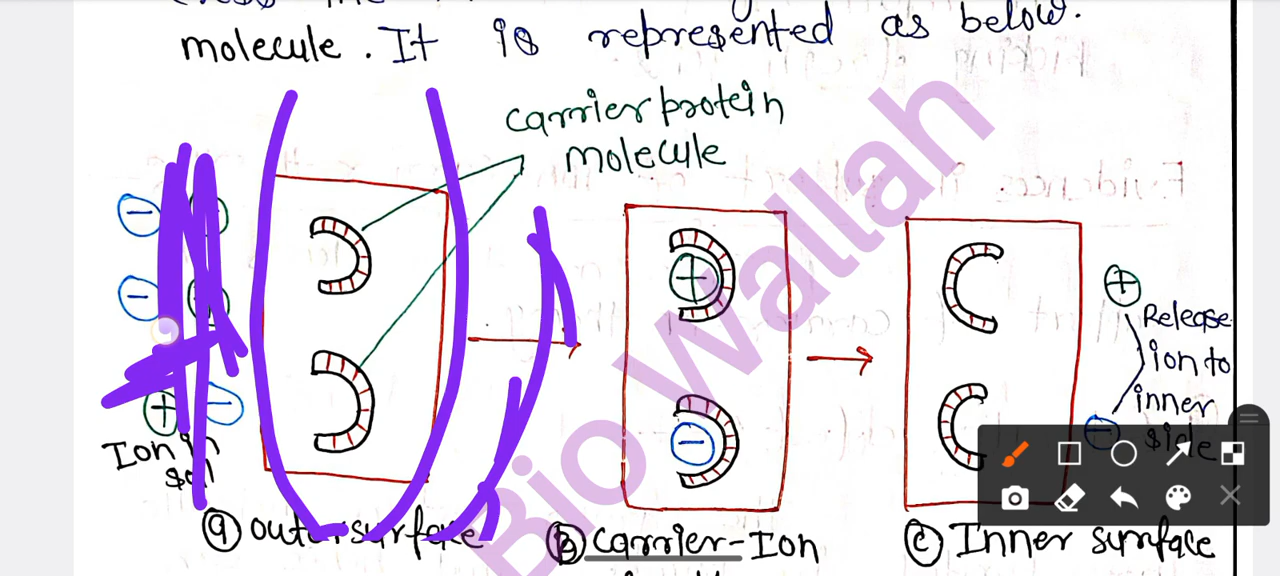 molecule. It is represented as below.
carrier protein
molecule
Bio Wallah
Ion in
soil
Release
ion to
inner
side
ⓐ outer surface
ⓑ Carrier-Ion
ⓒ Inner surface